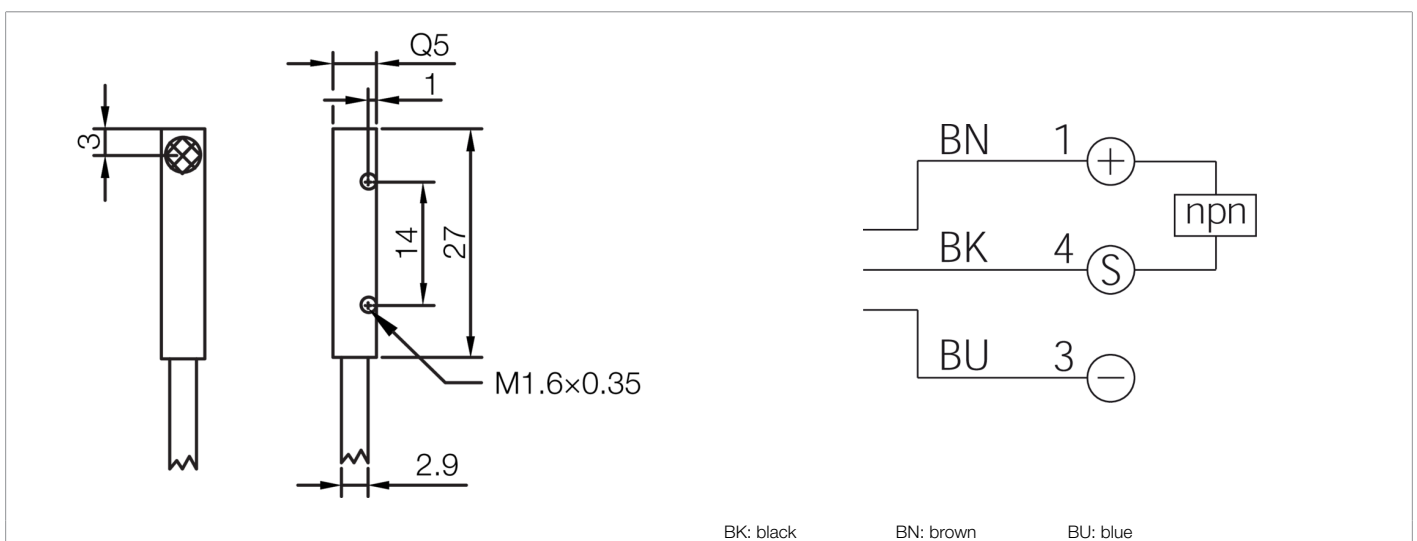 Q5
1
3
14
27
M1.6×0.35
2.9
BN 1 +
npn
BK 4 S
BU 3 −
BK: black BN: brown BU: blue